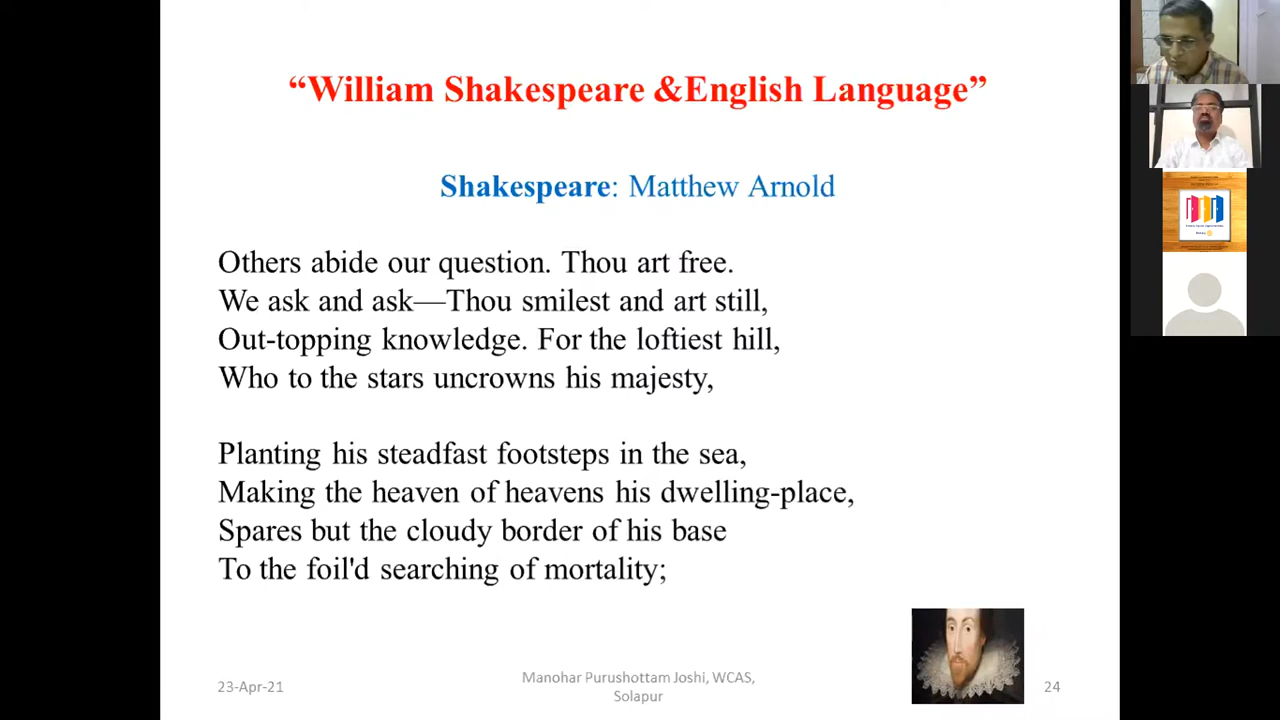 “William Shakespeare &English Language”
Shakespeare: Matthew Arnold
Others abide our question. Thou art free.
We ask and ask—Thou smilest and art still,
Out-topping knowledge. For the loftiest hill,
Who to the stars uncrowns his majesty,
Planting his steadfast footsteps in the sea,
Making the heaven of heavens his dwelling-place,
Spares but the cloudy border of his base
To the foil'd searching of mortality;
23-Apr-21
Manohar Purushottam Joshi, WCAS,
Solapur
24